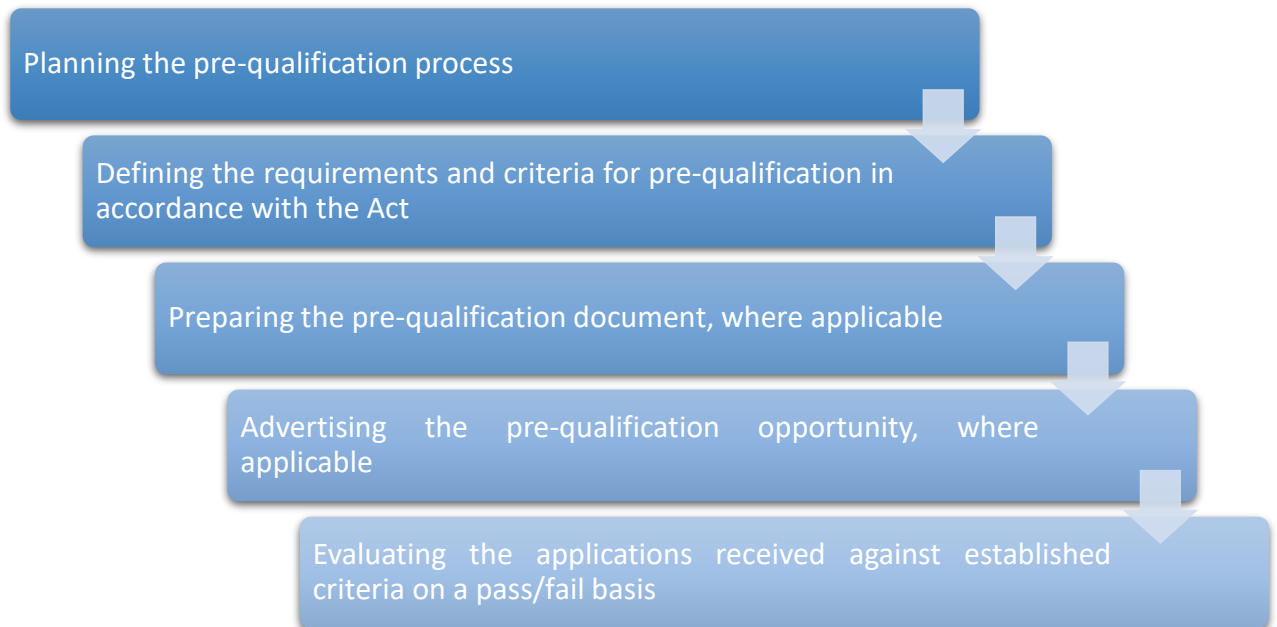 Planning the pre-qualification process
Defining the requirements and criteria for pre-qualification in
accordance with the Act
Preparing the pre-qualification document, where applicable
Advertising the pre-qualification opportunity, where
applicable
Evaluating the applications received against established
criteria on a pass/fail basis